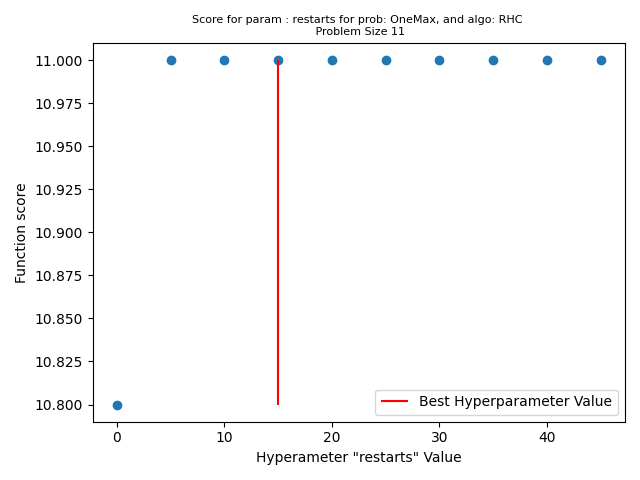 Score for param : restarts for prob: OneMax, and algo: RHC
Problem Size 11
11.000
10.975
10.950
10.925
10.900
10.875
10.850
10.825
10.800
Function score
Best Hyperparameter Value
0 10 20 30 40
Hyperameter "restarts" Value